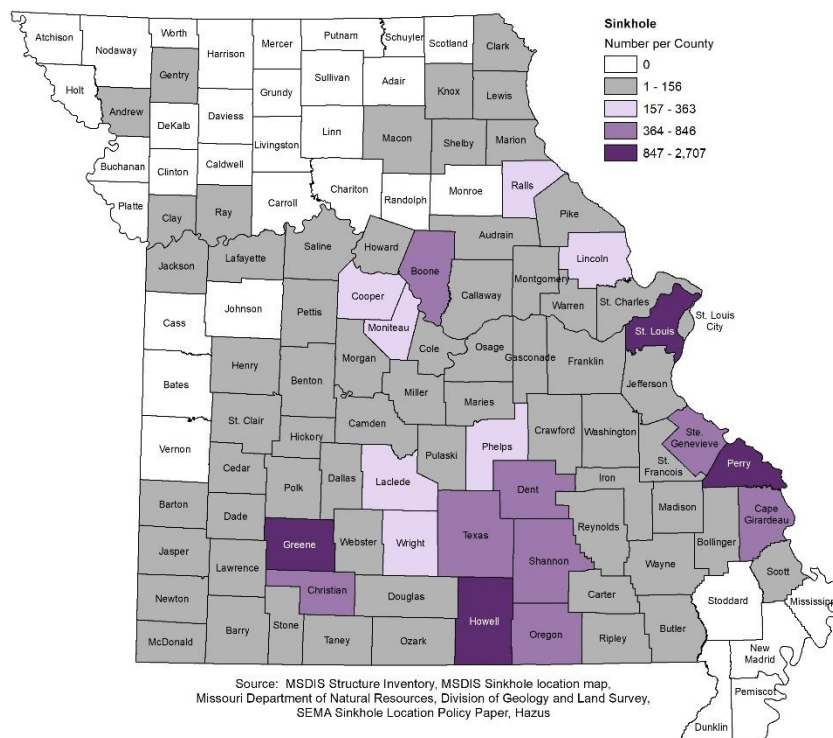 Sinkhole
Number per County
0
1 - 156
157 - 363
364 - 846
847 - 2,707
Atchison
Nodaway
Worth
Harrison
Mercer
Putnam
Schuyler
Scotland
Clark
Gentry
Sullivan
Adair
Knox
Lewis
Holt
Andrew
DeKalb
Daviess
Grundy
Linn
Macon
Shelby
Marion
Livingston
Buchanan
Clinton
Caldwell
Chariton
Randolph
Monroe
Ralls
Platte
Clay
Ray
Carroll
Pike
Audrain
Saline
Howard
Boone
Lincoln
Jackson
Lafayette
Cooper
Callaway
Montgomery
Warren
St. Charles
St. Louis
St. Louis
City
Johnson
Pettis
Moniteau
Cass
Cole
Osage
Gasconade
Franklin
Jefferson
Henry
Morgan
Bates
Benton
Miller
Maries
St. Clair
Camden
Phelps
Crawford
Washington
Ste.
Genevieve
Vernon
Hickory
Pulaski
St.
Francois
Perry
Cedar
Polk
Dallas
Laclede
Dent
Iron
Barton
Dade
Madison
Cape
Girardeau
Greene
Webster
Wright
Texas
Reynolds
Bollinger
Jasper
Lawrence
Shannon
Wayne
Scott
Newton
Christian
Douglas
Howell
Carter
Stoddard
Mississippi
McDonald
Barry
Stone
Taney
Ozark
Oregon
Ripley
Butler
New
Madrid
Pemiscot
Dunklin
Source: MSDIS Structure Inventory, MSDIS Sinkhole location map,
Missouri Department of Natural Resources, Division of Geology and Land Survey,
SEMA Sinkhole Location Policy Paper, Hazus